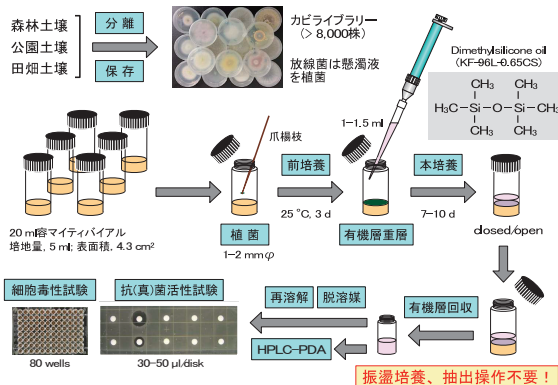 森林土壌
公園土壌
田畑土壌
分離
保存
カビライブラリー
(> 8,000株)
放線菌は懸濁液
を植菌
Dimethylsilicone oil
(KF-96L-0.65CS)
CH₃ CH₃
H₃C—Si—O—Si—CH₃
CH₃ CH₃
1–1.5 ml
爪楊枝
前培養
本培養
25 °C, 3 d
7–10 d
植菌
有機層重層
closed/open
20 ml容マイティバイアル
培地量, 5 ml; 表面積, 4.3 cm²
1–2 mmφ
細胞毒性試験
抗(真)菌活性試験
再溶解
脱溶媒
有機層回収
HPLC-PDA
80 wells
30–50 μl/disk
振盪培養、抽出操作不要！